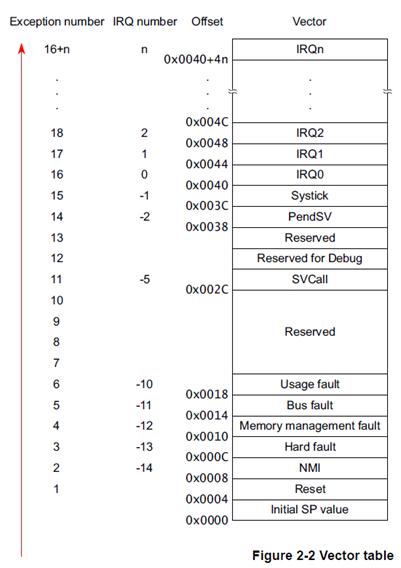 Exception number IRQ number Offset Vector
16+n n IRQn
0x0040+4n
. . . .
. . . .
. . . .
0x004C
18 2 IRQ2
0x0048
17 1 IRQ1
0x0044
16 0 IRQ0
0x0040
15 -1 Systick
0x003C
14 -2 PendSV
0x0038
13 Reserved
12 Reserved for Debug
11 -5 SVCall
0x002C
10
9
Reserved
8
7
6 -10 Usage fault
0x0018
5 -11 Bus fault
0x0014
4 -12 Memory management fault
0x0010
3 -13 Hard fault
0x000C
2 -14 NMI
0x0008
1 Reset
0x0004
Initial SP value
0x0000
Figure 2-2 Vector table